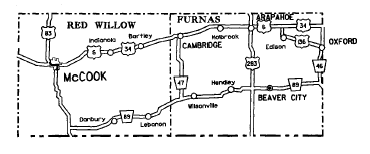 RED WILLOW
FURNAS
ARAPAHOE
83
Indianola
Bartley
Holbrook
6
34
6
34
CAMBRIDGE
Edison
136
OXFORD
McCOOK
283
46
47
Hendley
89
Wilsonville
BEAVER CITY
Danbury
89
Lebanon